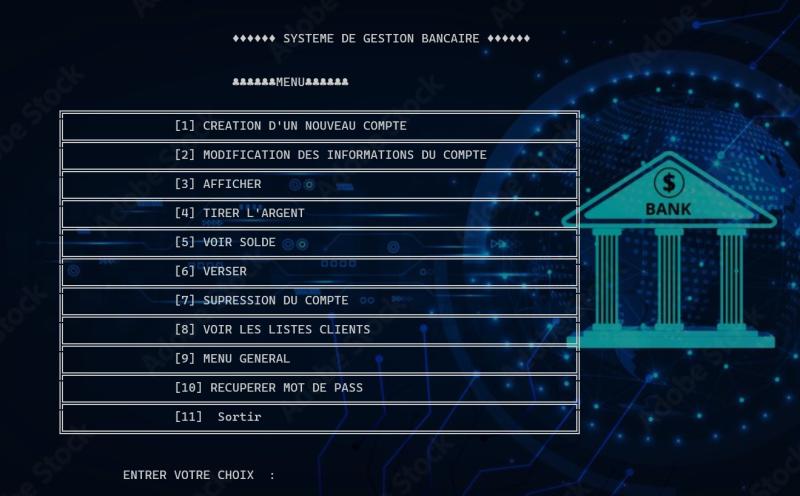 ♦♦♦♦♦♦ SYSTEME DE GESTION BANCAIRE ♦♦♦♦♦♦
♣♣♣♣♣♣MENU♣♣♣♣♣♣
[1] CREATION D'UN NOUVEAU COMPTE
[2] MODIFICATION DES INFORMATIONS DU COMPTE
[3] AFFICHER
[4] TIRER L'ARGENT
[5] VOIR SOLDE
[6] VERSER
[7] SUPRESSION DU COMPTE
[8] VOIR LES LISTES CLIENTS
[9] MENU GENERAL
[10] RECUPERER MOT DE PASS
[11] Sortir
ENTRER VOTRE CHOIX :
$
BANK
Adobe Stock